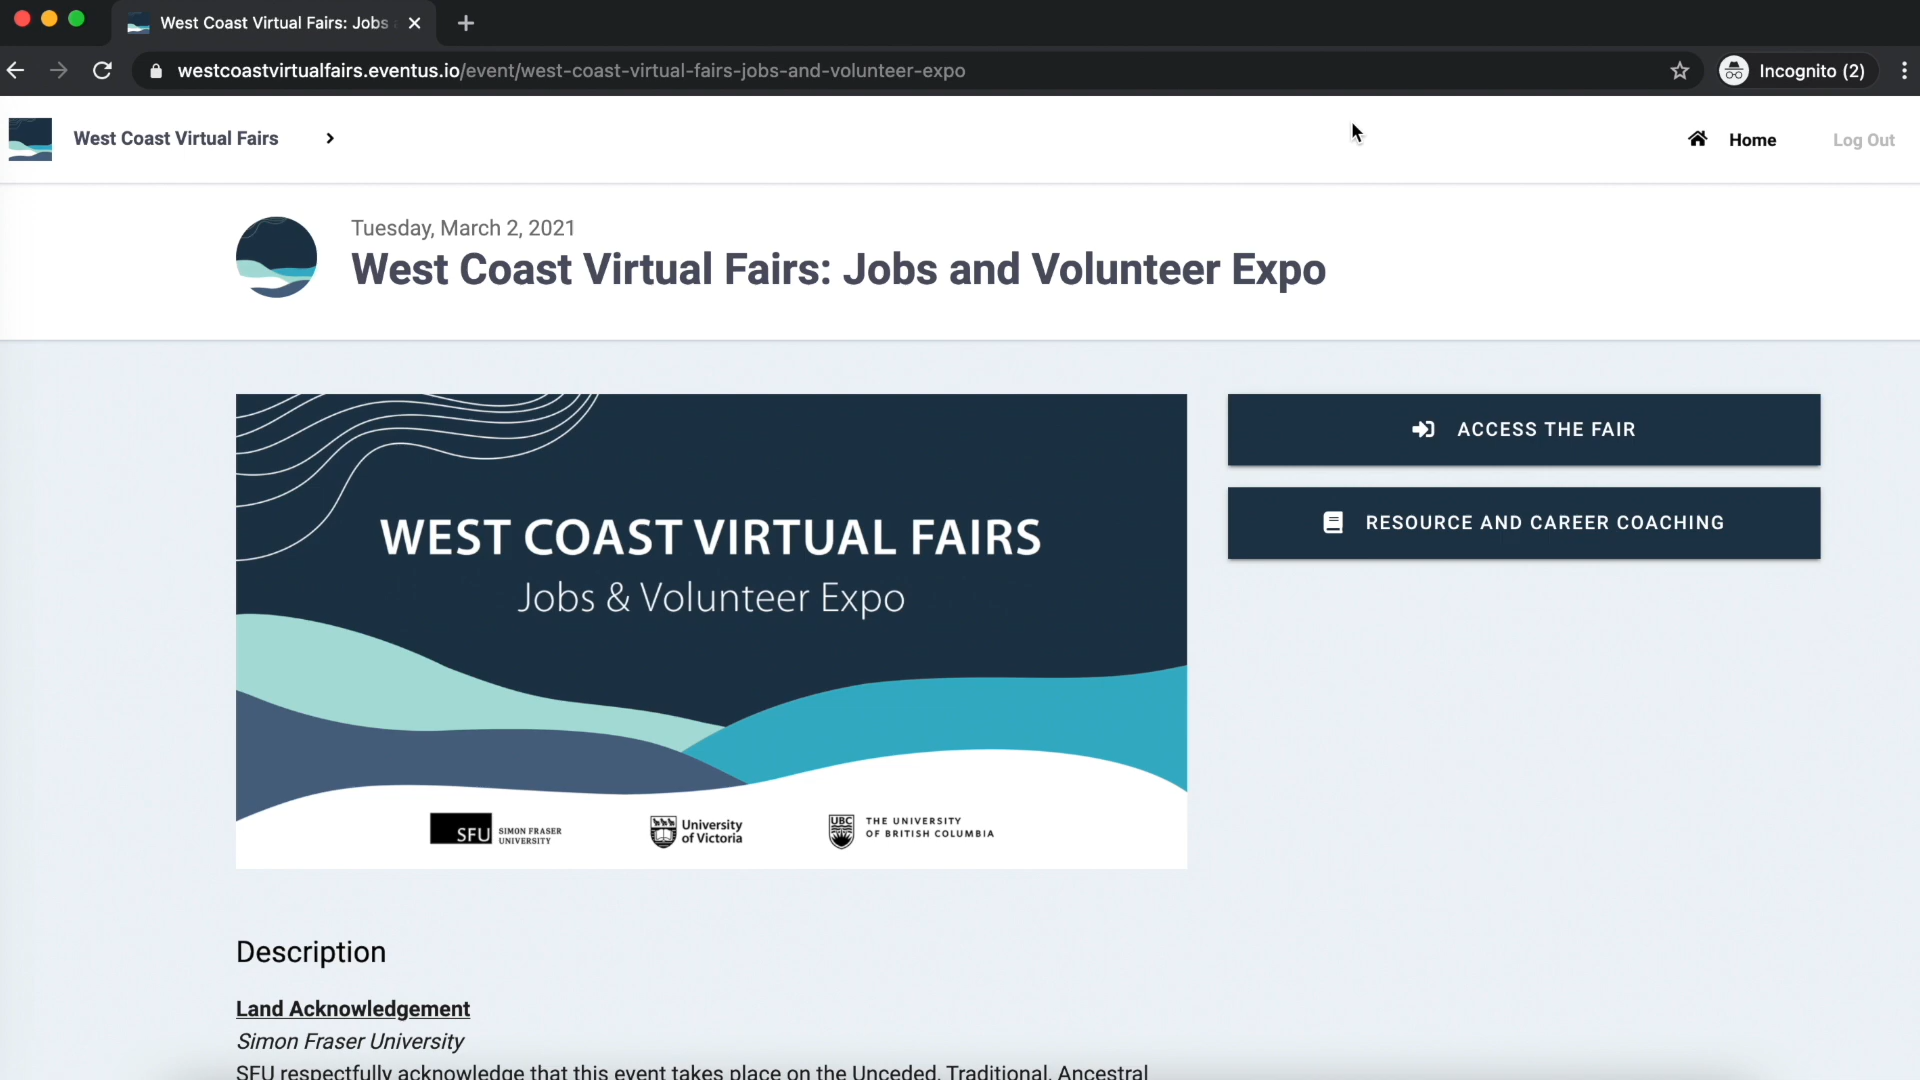 West Coast Virtual Fairs: Jobs
westcoastvirtualfairs.eventus.io/event/west-coast-virtual-fairs-jobs-and-volunteer-expo
Incognito (2)
West Coast Virtual Fairs
Home
Log Out
Tuesday, March 2, 2021
West Coast Virtual Fairs: Jobs and Volunteer Expo
WEST COAST VIRTUAL FAIRS
Jobs & Volunteer Expo
SFU
SIMON FRASER
UNIVERSITY
University
of Victoria
UBC
THE UNIVERSITY
OF BRITISH COLUMBIA
ACCESS THE FAIR
RESOURCE AND CAREER COACHING
Description
Land Acknowledgement
Simon Fraser University
SFU respectfully acknowledge that this event takes place on the Unceded, Traditional, Ancestral